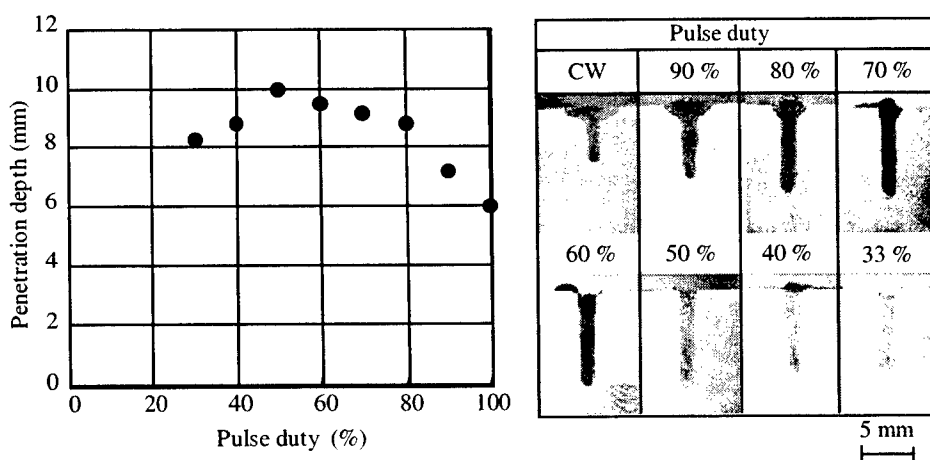 12
10
8
6
4
2
0
Penetration depth (mm)
0 20 40 60 80 100
Pulse duty (%)
Pulse duty
CW 90 % 80 % 70 %
60 % 50 % 40 % 33 %
5 mm